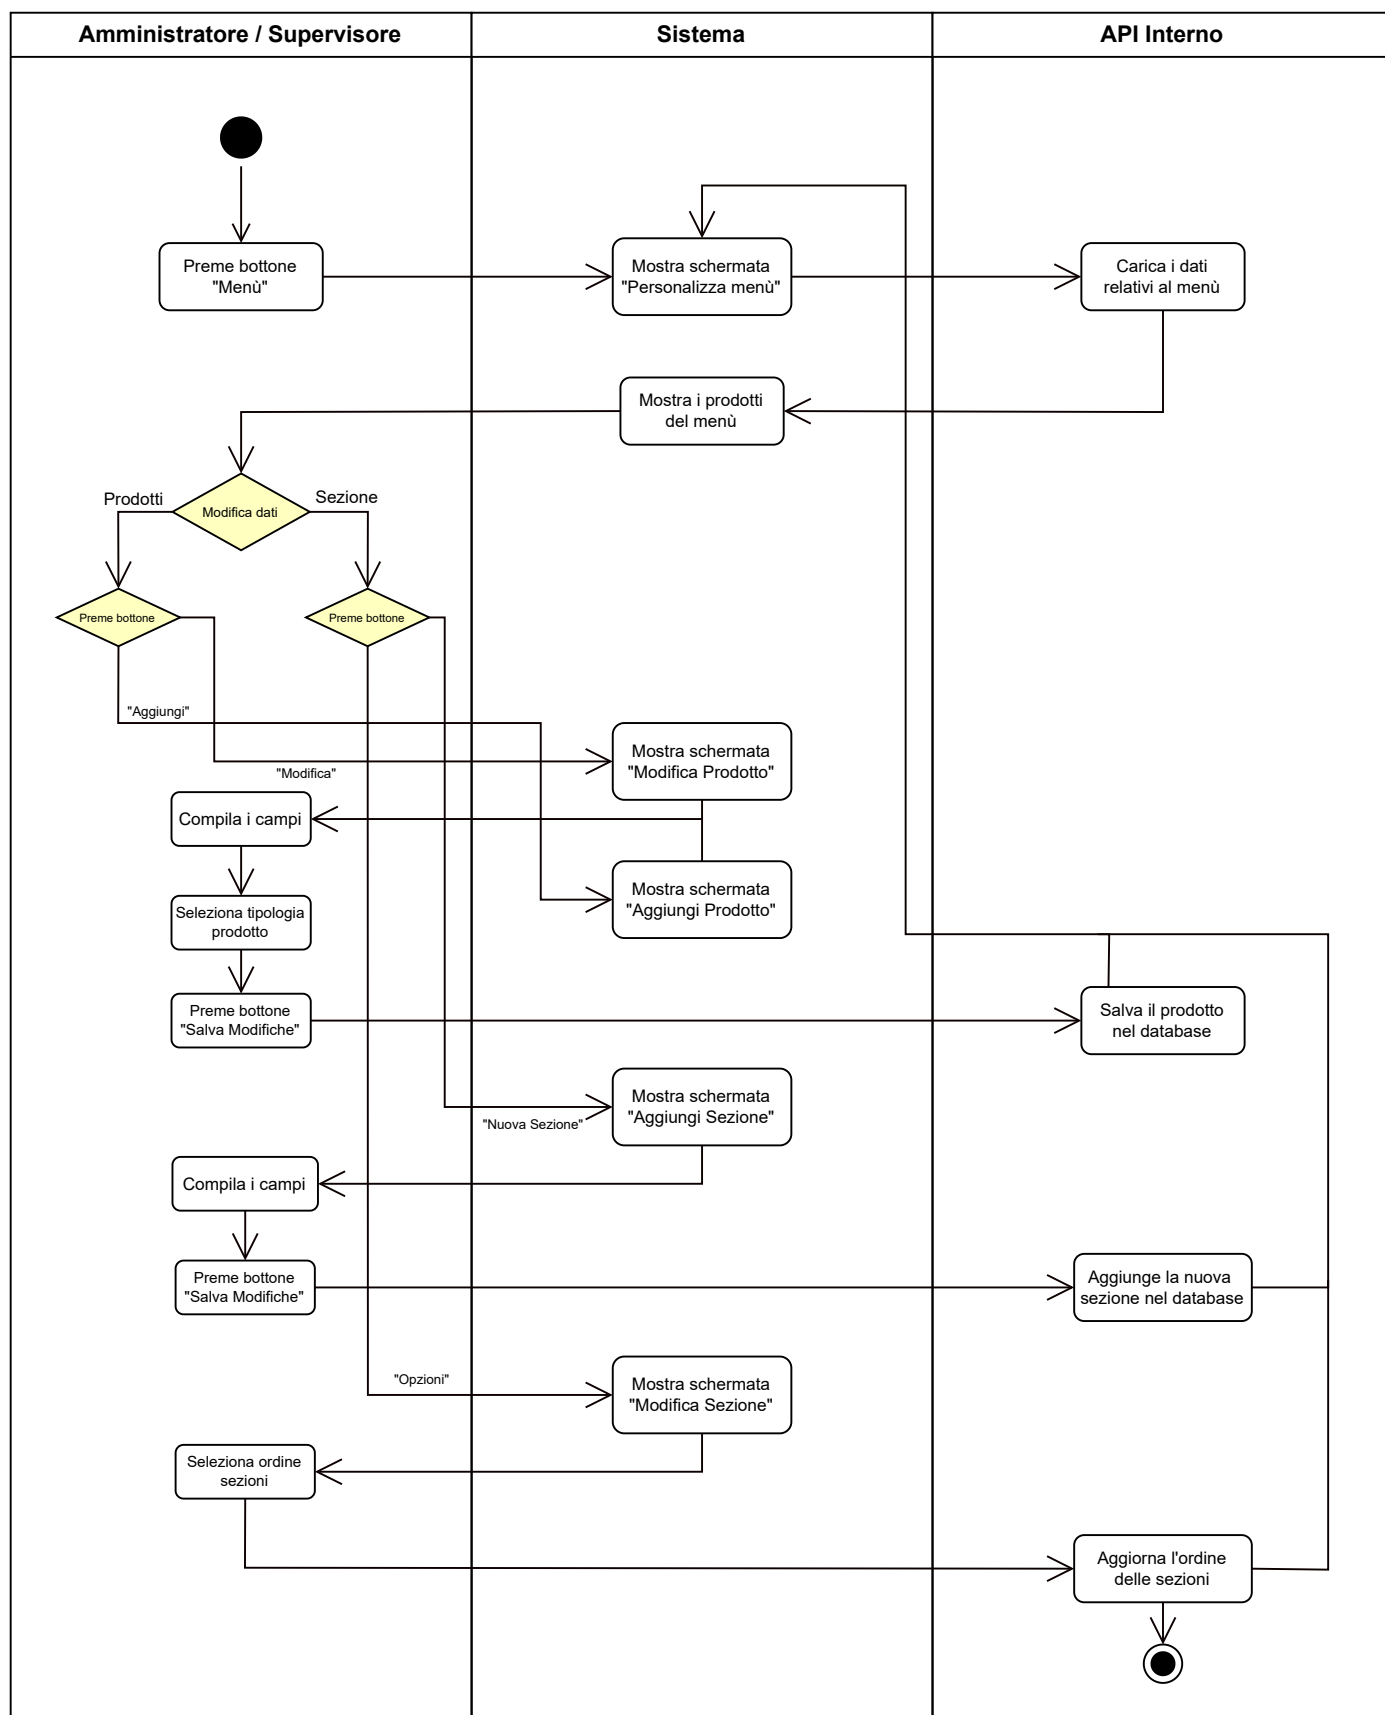 Amministratore / Supervisore
Sistema
API Interno
Preme bottone
"Menù"
Mostra schermata
"Personalizza menù"
Carica i dati
relativi al menù
Mostra i prodotti
del menù
Prodotti
Modifica dati
Sezione
Preme bottone
Preme bottone
"Aggiungi"
"Modifica"
Mostra schermata
"Modifica Prodotto"
Compila i campi
Mostra schermata
"Aggiungi Prodotto"
Seleziona tipologia
prodotto
Preme bottone
"Salva Modifiche"
Salva il prodotto
nel database
Mostra schermata
"Aggiungi Sezione"
"Nuova Sezione"
Compila i campi
Preme bottone
"Salva Modifiche"
Aggiunge la nuova
sezione nel database
"Opzioni"
Mostra schermata
"Modifica Sezione"
Seleziona ordine
sezioni
Aggiorna l'ordine
delle sezioni